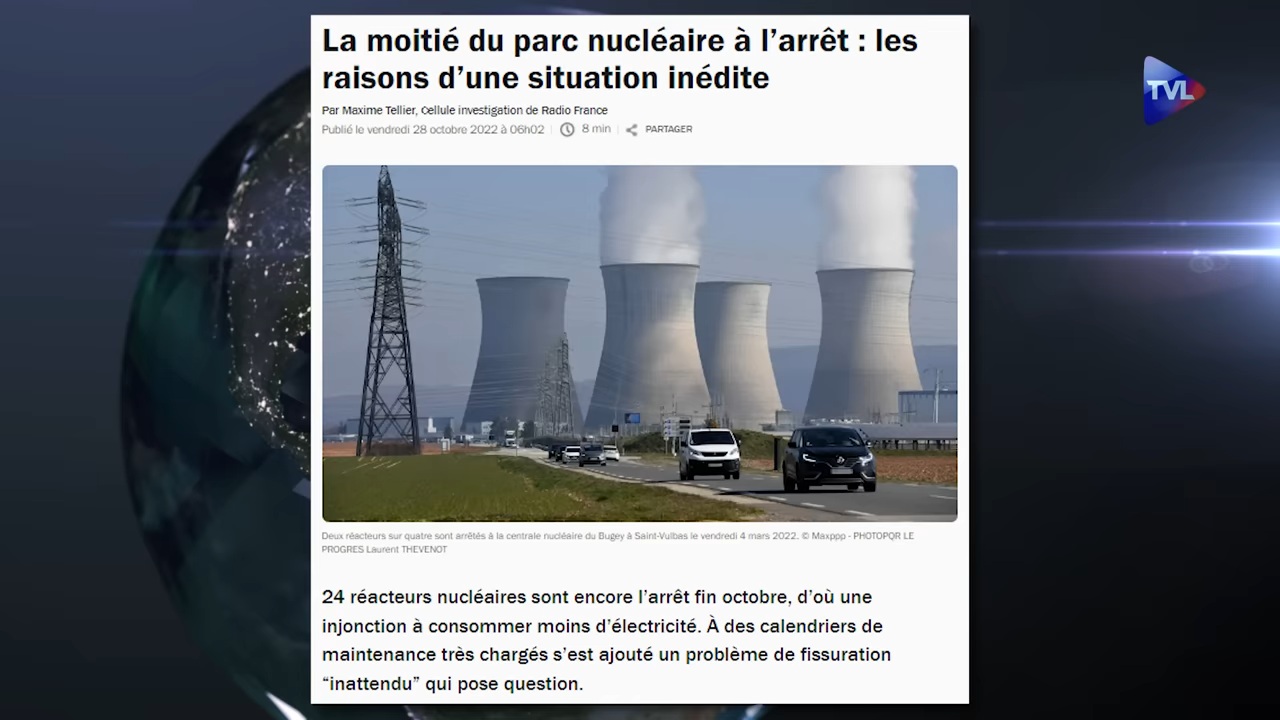 La moitié du parc nucléaire à l’arrêt : les
raisons d’une situation inédite
Par Maxime Tellier, Cellule investigation de Radio France
Publié le vendredi 28 octobre 2022 à 06h02
8 min
PARTAGER
TVL
Deux réacteurs sur quatre sont arrêtés à la centrale nucléaire du Bugey à Saint-Vulbas le vendredi 4 mars 2022. © Maxppp - PHOTOPQR LE
PROGRES Laurent THEVENOT
24 réacteurs nucléaires sont encore l’arrêt fin octobre, d’où une
injonction à consommer moins d’électricité. À des calendriers de
maintenance très chargés s’est ajouté un problème de fissuration
“inattendu” qui pose question.